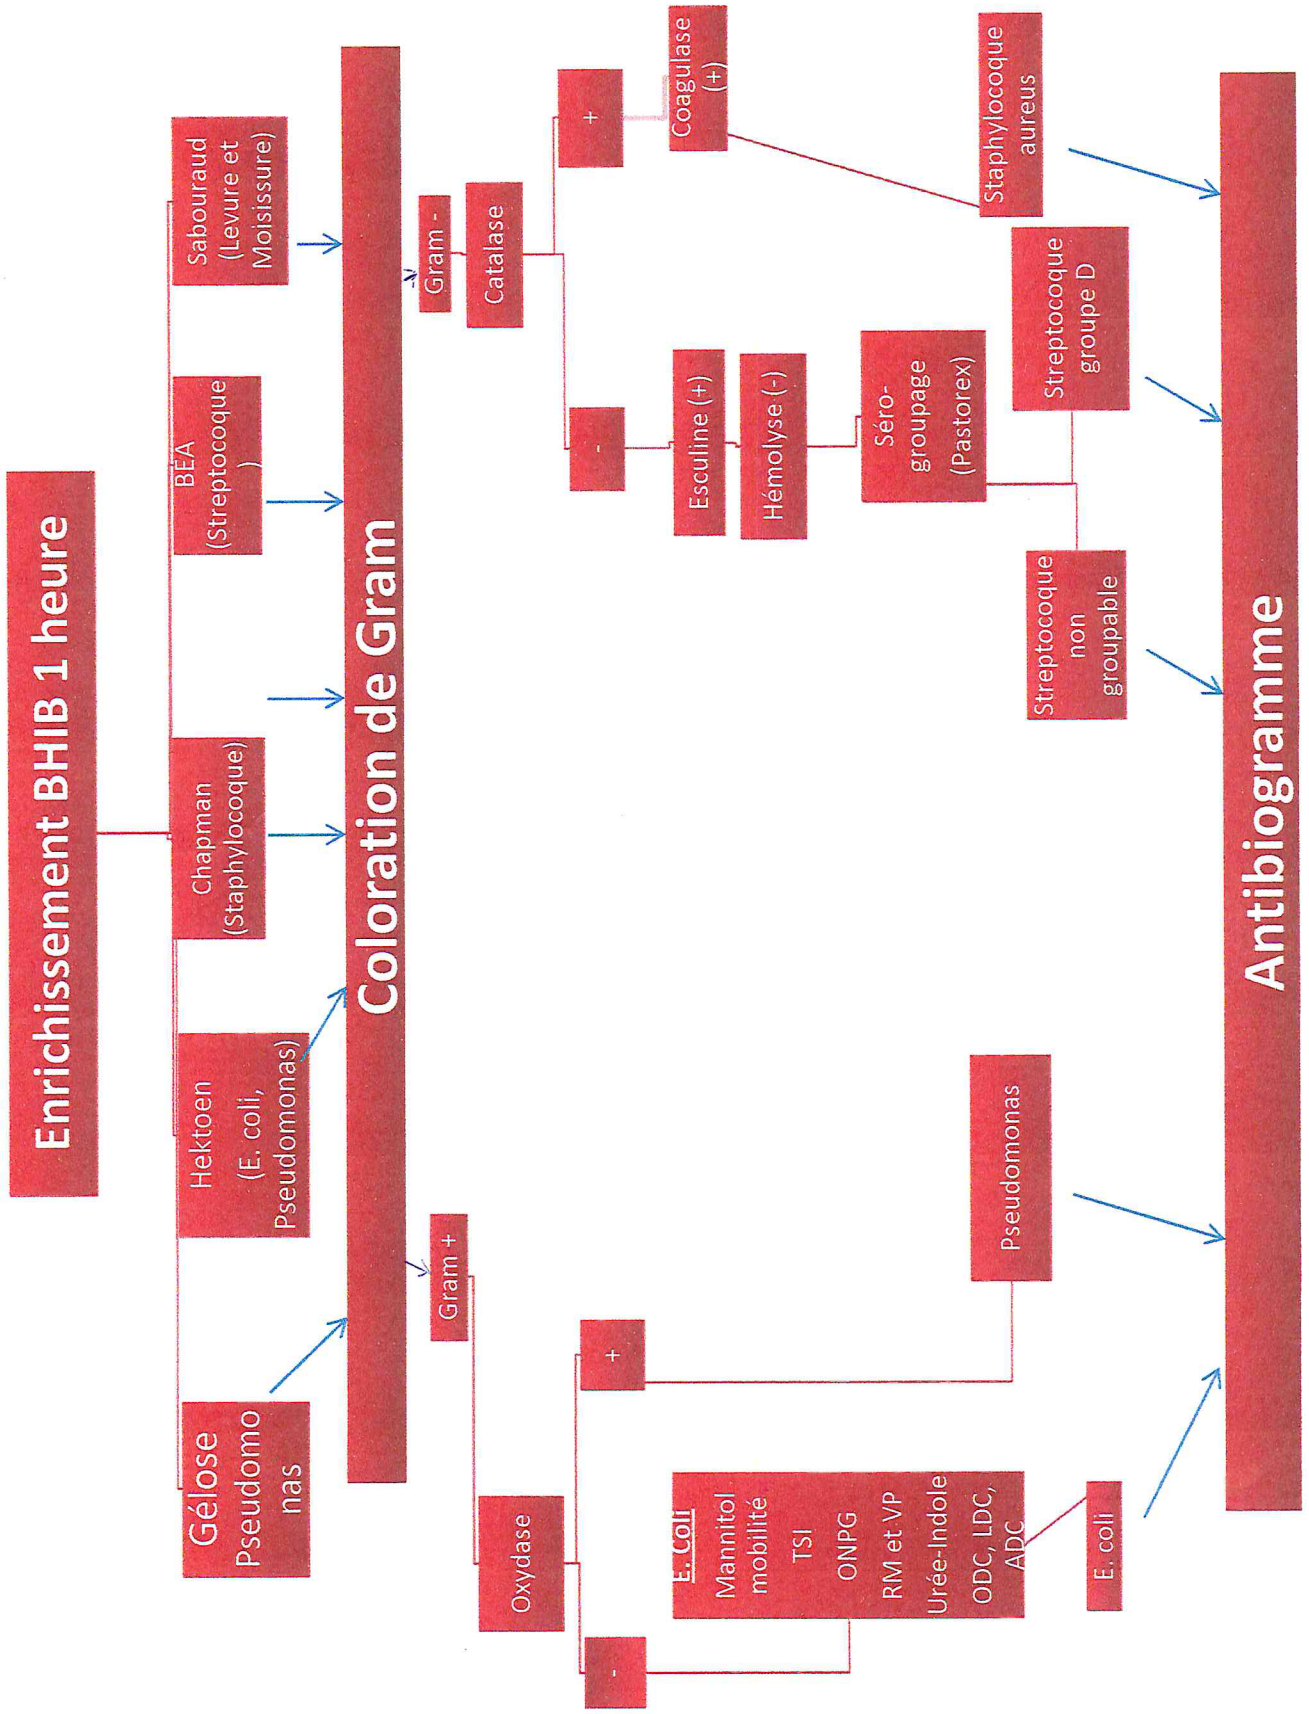 Enrichissement BHIB 1 heure
Gélose
Pseudomo
nas
Hektoen
(E. coli,
Pseudomonas)
Chapman
(Staphylocoque)
BEA
(Streptocoque
)
Sabouraud
(Levure et
Moisissure)
Coloration de Gram
Gram +
Gram -
Oxydase
Catalase
-
+
-
+
E. Coli
Mannitol
mobilité
TSI
ONPG
RM et VP
Urée-Indole
ODC, LDC,
ADC
Esculine (+)
Hémolyse (-)
Séro-
groupage
(Pastorex)
Coagulase
(+)
E. coli
Pseudomonas
Streptocoque
non
groupable
Streptocoque
groupe D
Staphylocoque
aureus
Antibiogramme